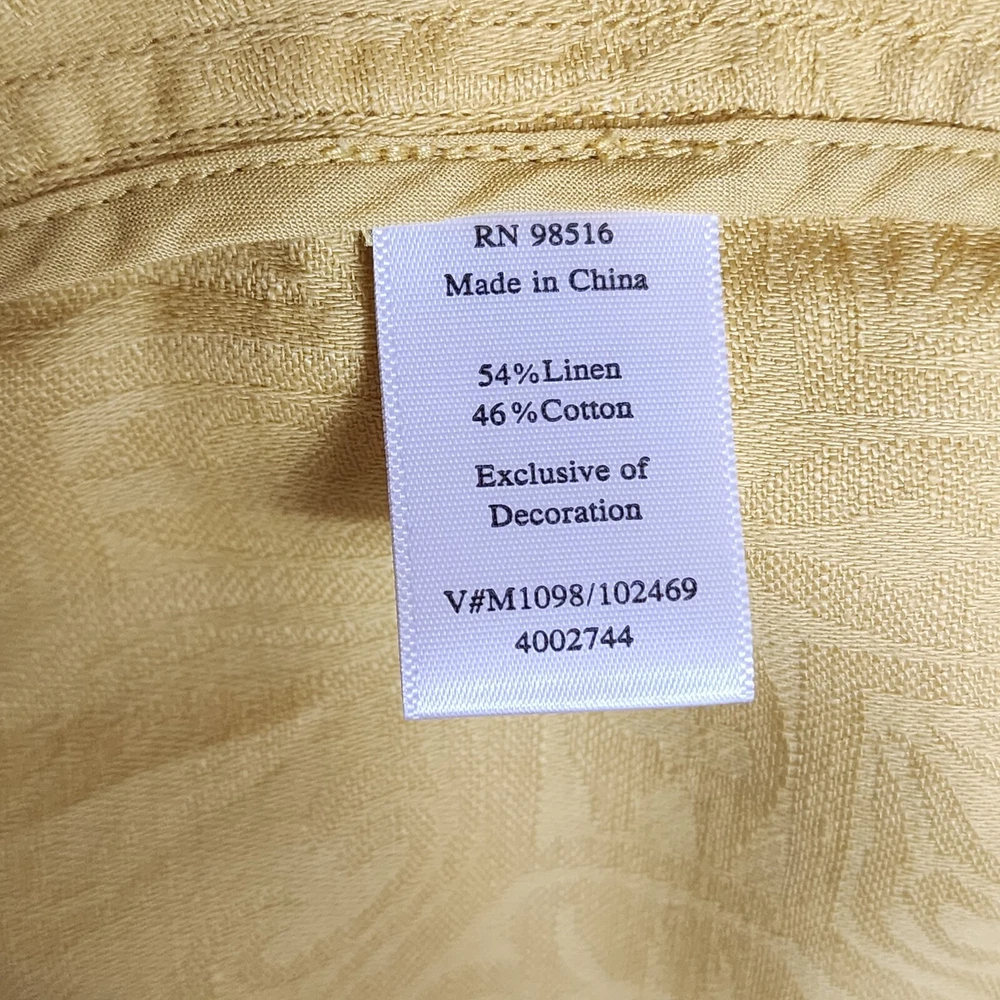 RN 98516
Made in China
54%Linen
46%Cotton
Exclusive of
Decoration
V#M1098/102469
4002744